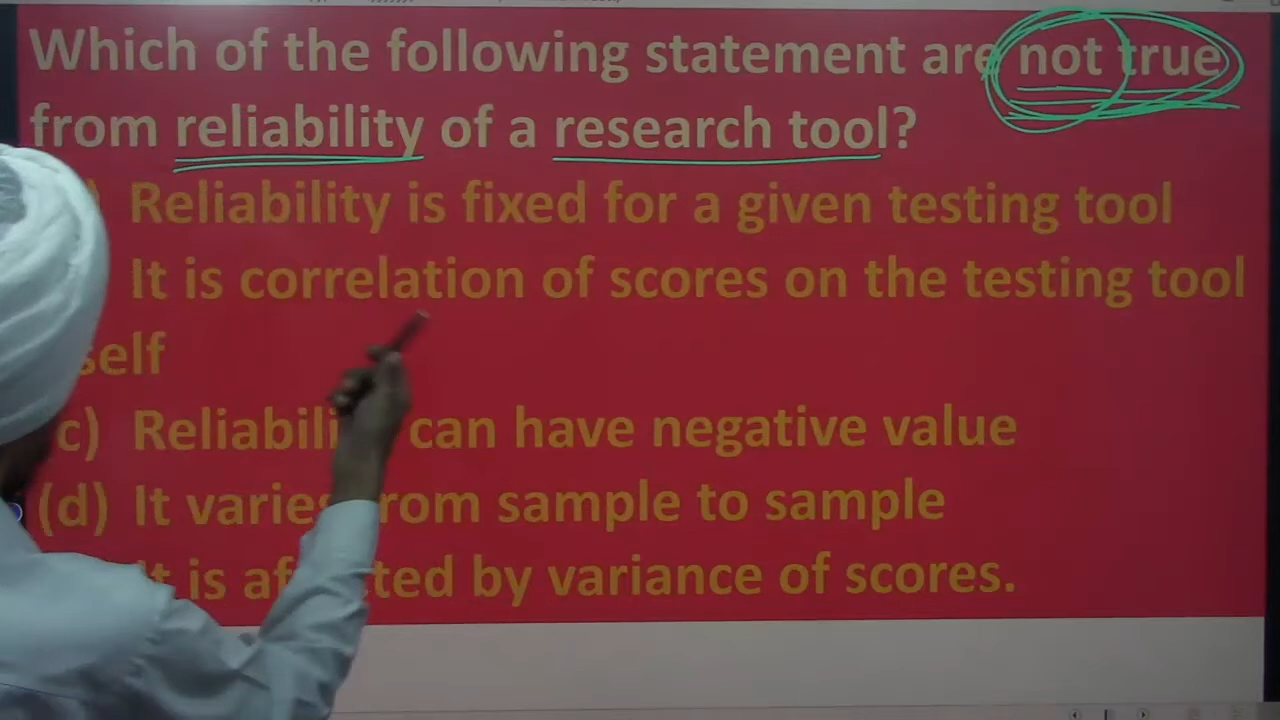 Which of the following statement are not true
from reliability of a research tool?
) Reliability is fixed for a given testing tool
It is correlation of scores on the testing tool
self
c) Reliabili can have negative value
(d) It varies from sample to sample
It is af ted by variance of scores.